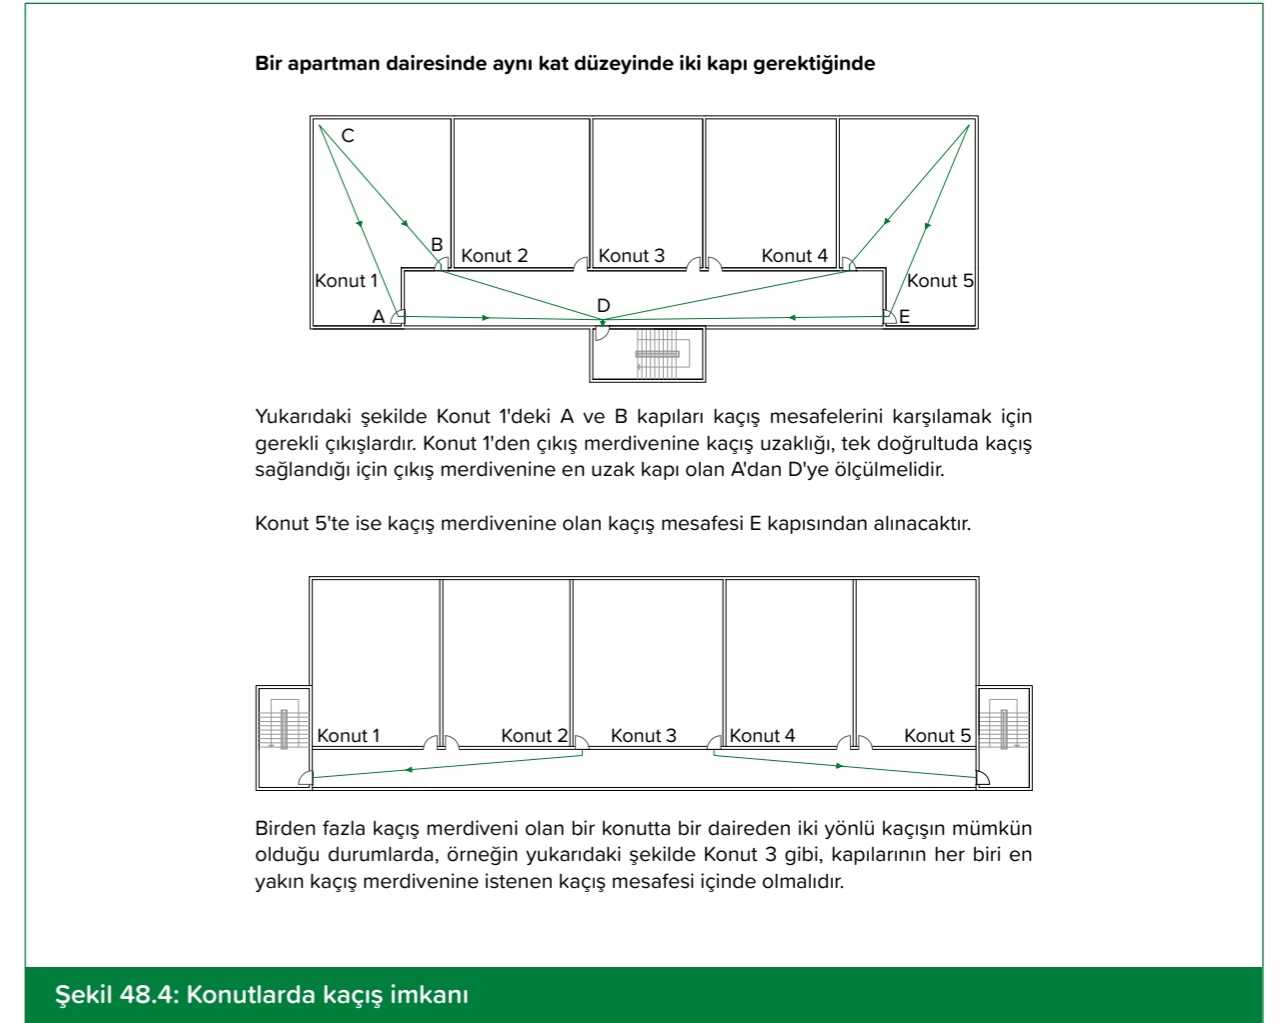 Bir apartman dairesinde aynı kat düzeyinde iki kapı gerektiğinde
C
B
Konut 2
Konut 3
Konut 4
Konut 1
Konut 5
D
A
E
Yukarıdaki şekilde Konut 1'deki A ve B kapıları kaçış mesafelerini karşılamak için
gerekli çıkışlardır. Konut 1'den çıkış merdivenine kaçış uzaklığı, tek doğrultuda kaçış
sağlandığı için çıkış merdivenine en uzak kapı olan A'dan D'ye ölçülmelidir.
Konut 5'te ise kaçış merdivenine olan kaçış mesafesi E kapısından alınacaktır.
Konut 1
Konut 2
Konut 3
Konut 4
Konut 5
Birden fazla kaçış merdiveni olan bir konutta bir daireden iki yönlü kaçışın mümkün
olduğu durumlarda, örneğin yukarıdaki şekilde Konut 3 gibi, kapılarının her biri en
yakın kaçış merdivenine istenen kaçış mesafesi içinde olmalıdır.
Şekil 48.4: Konutlarda kaçış imkanı